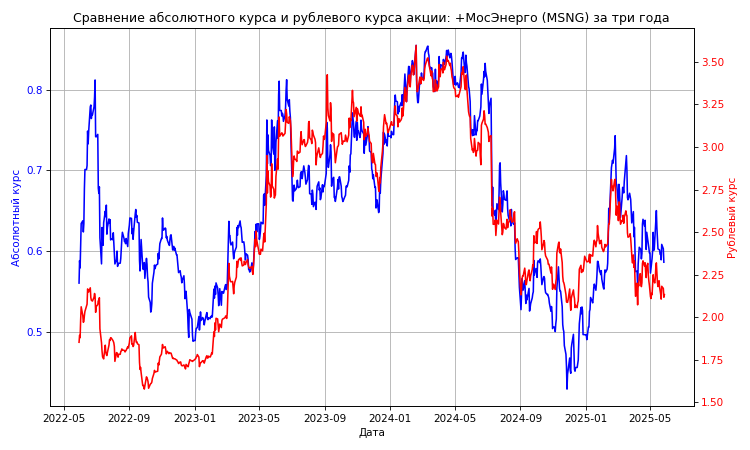 Сравнение абсолютного курса и рублевого курса акции: +МосЭнерго (MSNG) за три года
Абсолютный курс
0.8
0.7
0.6
0.5
3.50
3.25
3.00
2.75
2.50
2.25
2.00
1.75
1.50
Рублевый курс
2022-05 2022-09 2023-01 2023-05 2023-09 2024-01 2024-05 2024-09 2025-01 2025-05
Дата